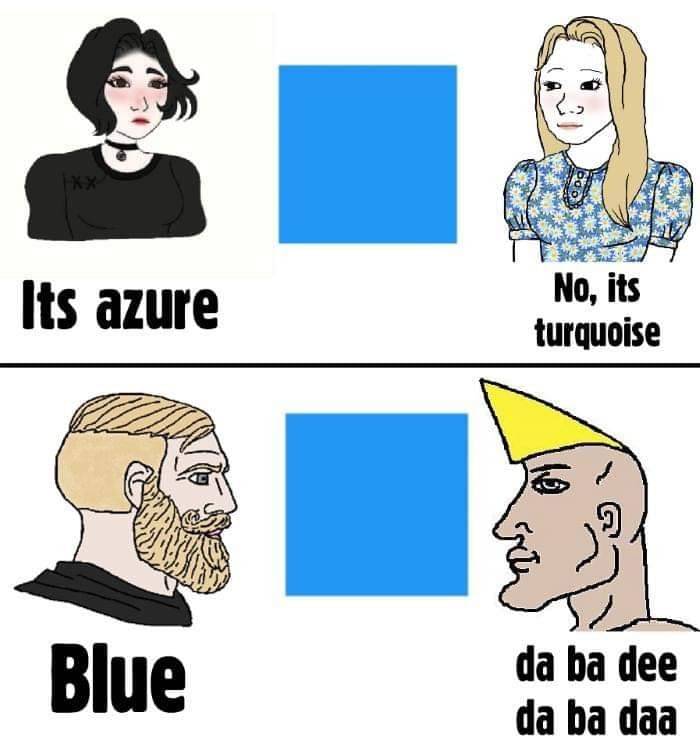 Its azure
No, its
turquoise
Blue
da ba dee
da ba daa